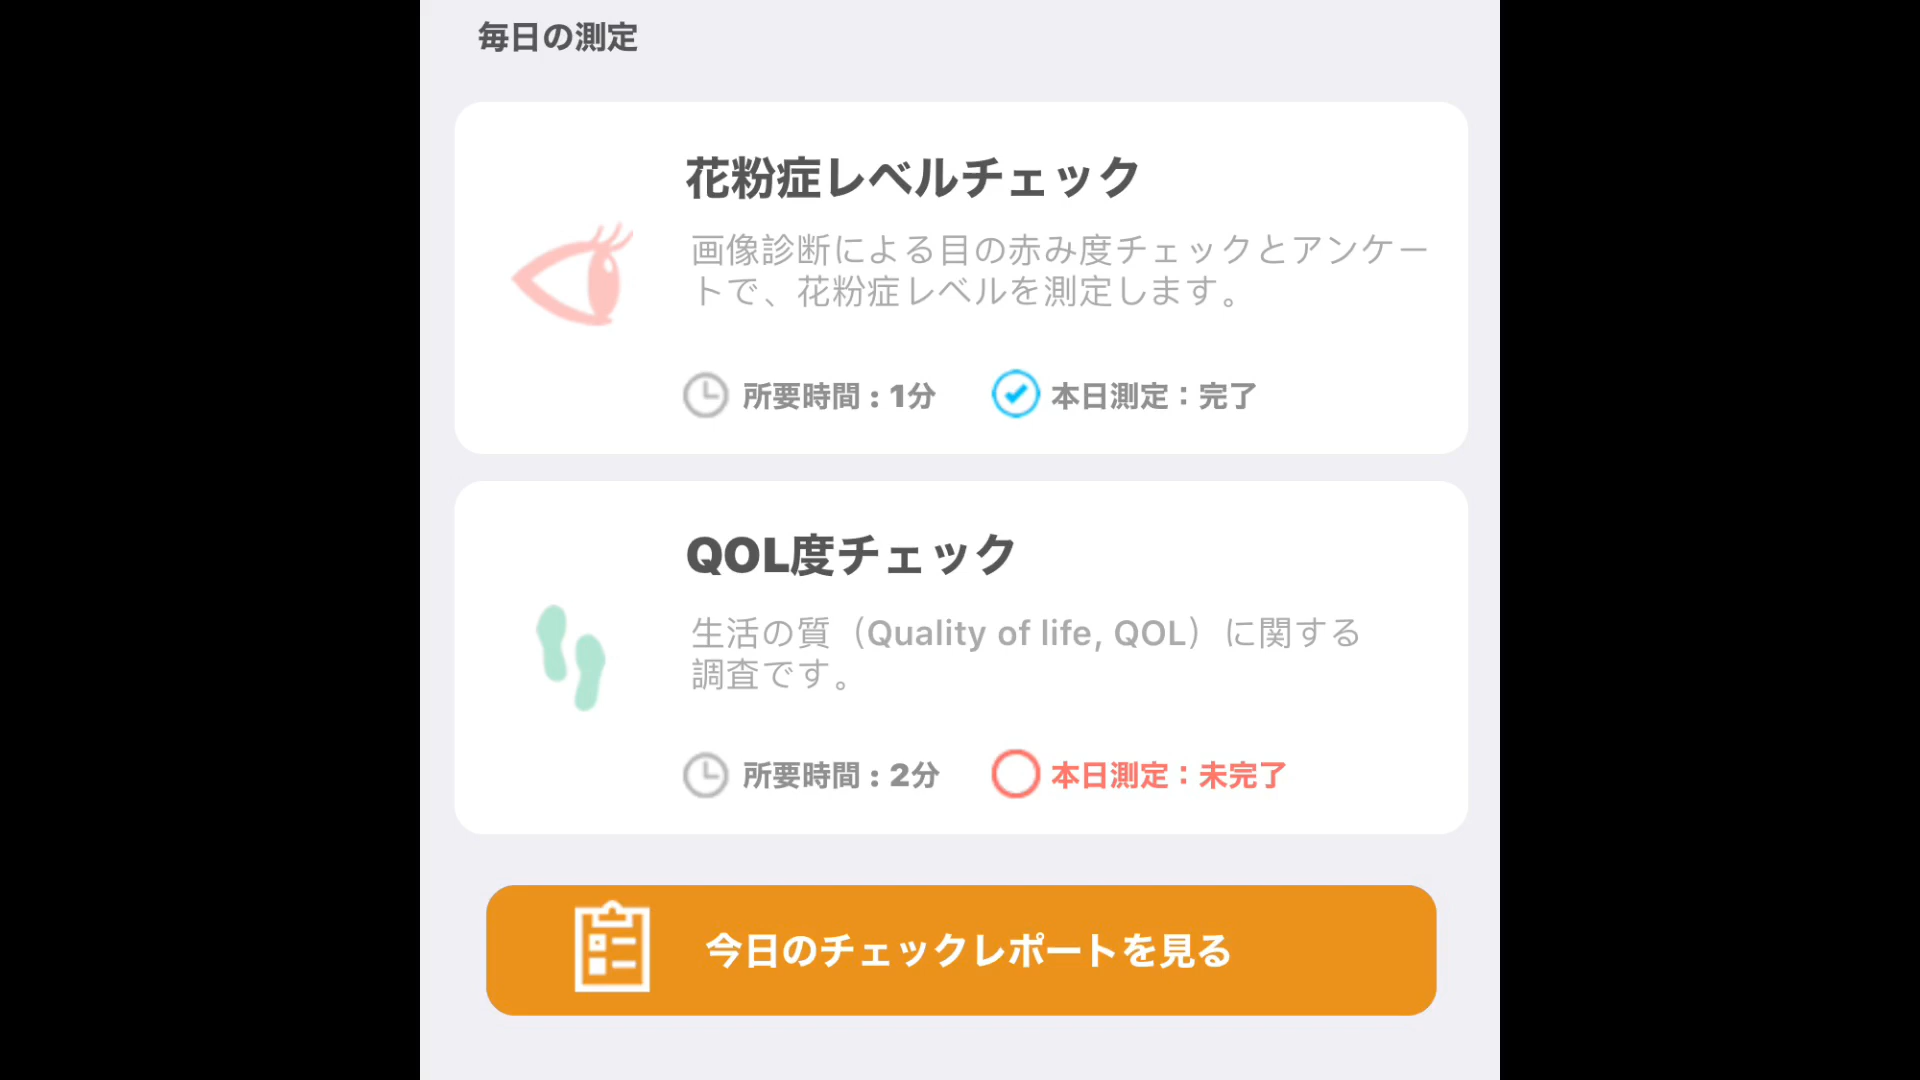 毎日の測定
花粉症レベルチェック
画像診断による目の赤み度チェックとアンケー
トで、花粉症レベルを測定します。
所要時間 : 1分
本日測定：完了
QOL度チェック
生活の質（Quality of life, QOL）に関する
調査です。
所要時間 : 2分
本日測定：未完了
今日のチェックレポートを見る